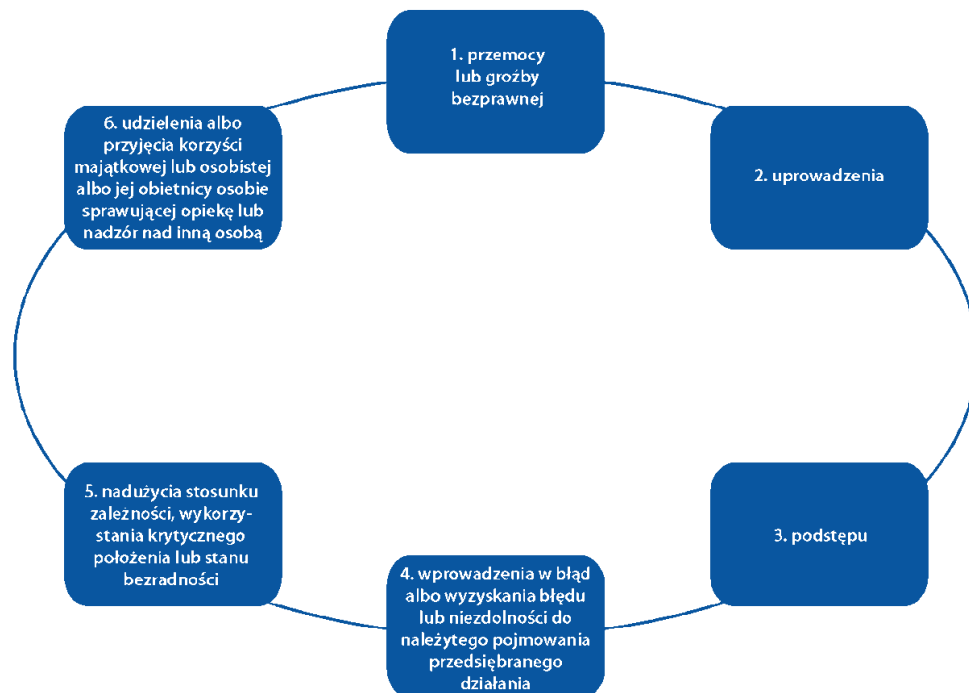 1. przemocy
lub groźby
bezprawnej
2. uprowadzenia
3. podstępu
4. wprowadzenia w błąd
albo wyzyskania błędu
lub niezdolności do
należytego pojmowania
przedsiębranego
działania
5. nadużycia stosunku
zależności, wykorzy-
stania krytycznego
położenia lub stanu
bezradności
6. udzielenia albo
przyjęcia korzyści
majątkowej lub osobistej
albo jej obietnicy osobie
sprawującej opiekę lub
nadzór nad inną osobą